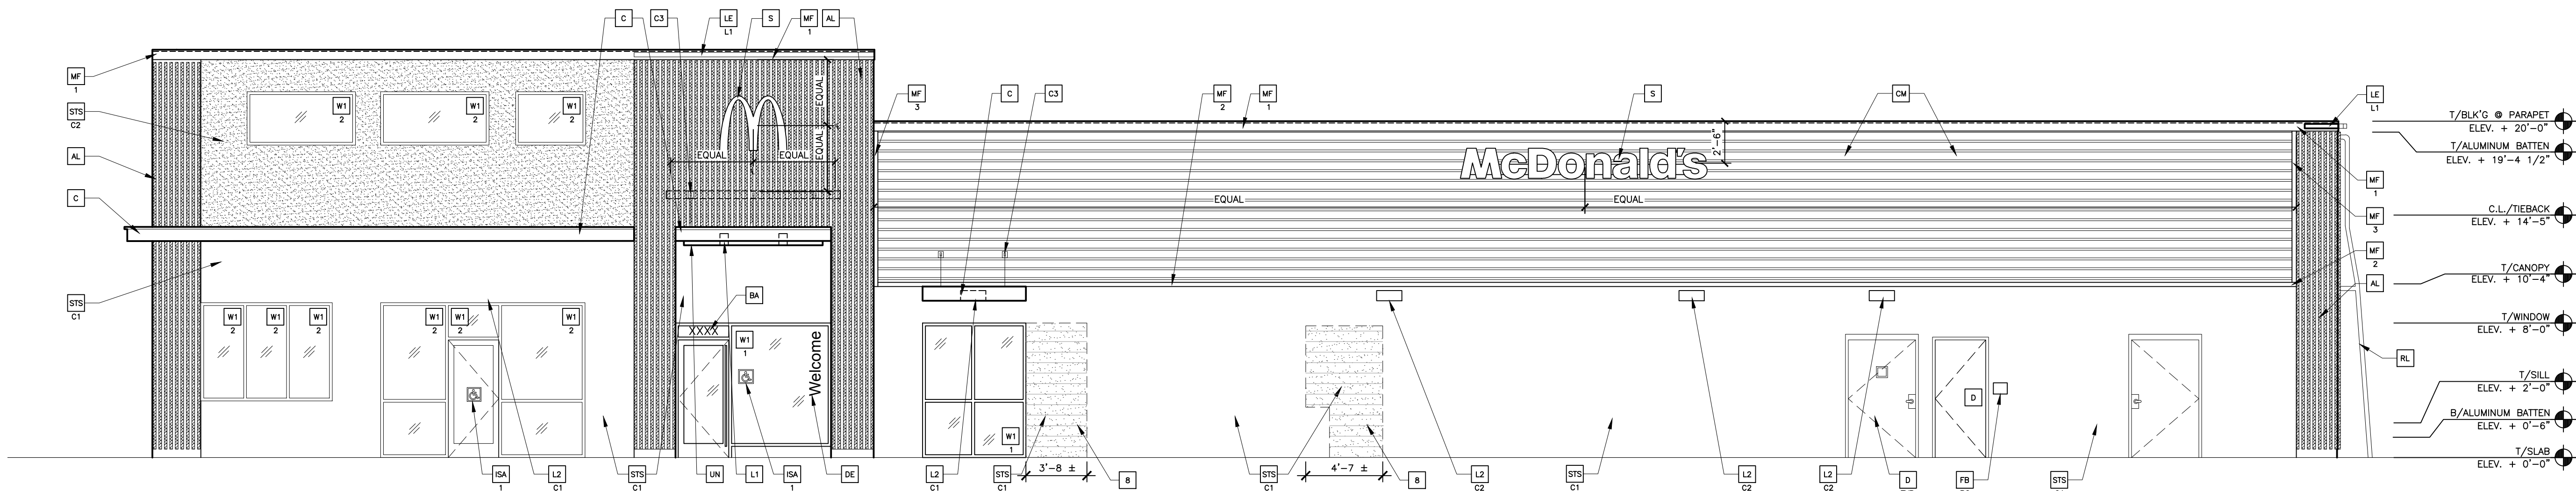 C
C3
LE
L1
S
MF
1
AL
MF
1
STS
C2
AL
C
STS
C1
W1
2
W1
2
W1
2
EQUAL
EQUAL
EQUAL
EQUAL
MF
3
C
C3
MF
2
MF
1
S
CM
LE
L1
2'-6"
McDonald's
EQUAL
EQUAL
MF
1
MF
3
MF
2
AL
RL
T/BLK'G @ PARAPET
ELEV. + 20'-0"
T/ALUMINUM BATTEN
ELEV. + 19'-4 1/2"
C.L./TIEBACK
ELEV. + 14'-5"
T/CANOPY
ELEV. + 10'-4"
T/WINDOW
ELEV. + 8'-0"
T/SILL
ELEV. + 2'-0"
B/ALUMINUM BATTEN
ELEV. + 0'-6"
T/SLAB
ELEV. + 0'-0"
W1
2
W1
2
W1
2
W1
2
W1
2
W1
2
BA
XXXX
W1
1
Welcome
W1
1
D
ISA
1
L2
C1
STS
C1
UN
L1
ISA
1
DE
L2
C1
STS
C1
3'-8 ±
8
STS
C1
4'-7 ±
8
L2
C2
STS
C1
L2
C2
L2
C2
D
FB
STS